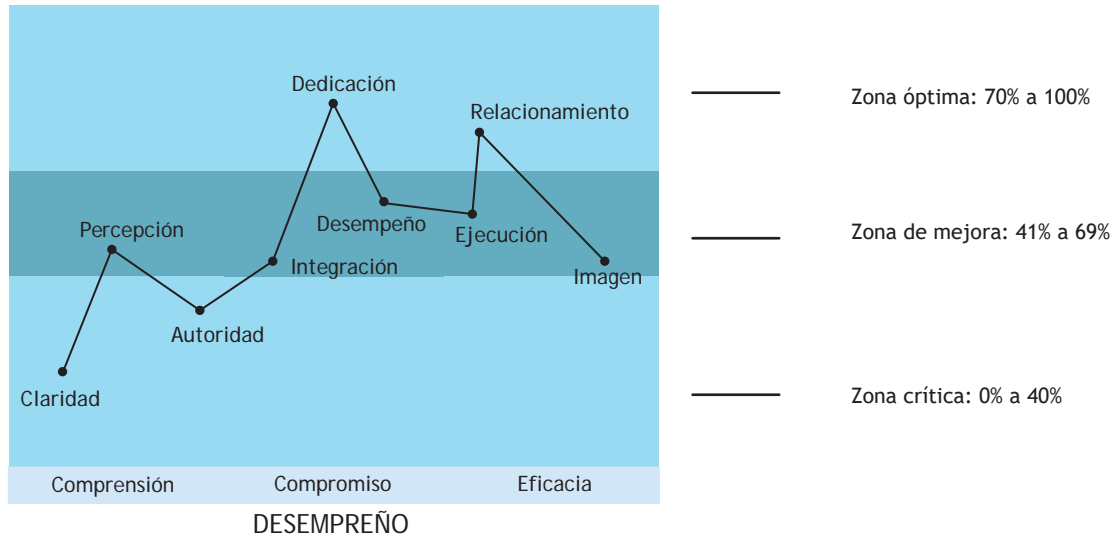 Dedicación
Relacionamiento
Percepción
Desempeño
Ejecución
Integración
Imagen
Autoridad
Claridad
Comprensión
Compromiso
Eficacia
DESEMPREÑO
Zona óptima: 70% a 100%
Zona de mejora: 41% a 69%
Zona crítica: 0% a 40%